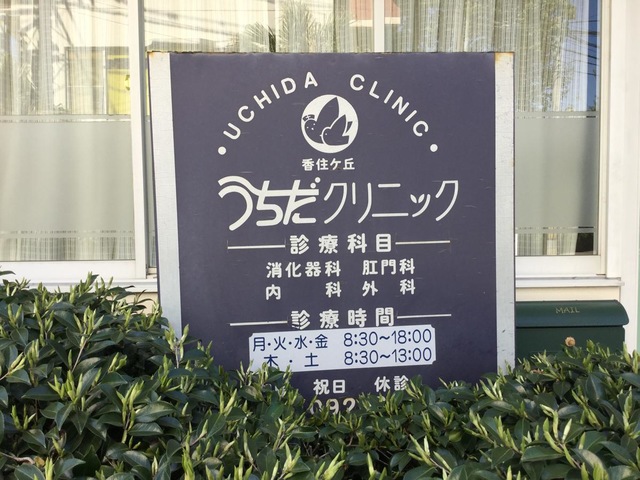 ・UCHIDA CLINIC・
香住ケ丘
うちだクリニック
診療科目
消化器科 肛門科
内科 外科
診療時間
月・火・水・金 8:30～18:00
木・土 8:30～13:00
祝日 休診
092
MAIL